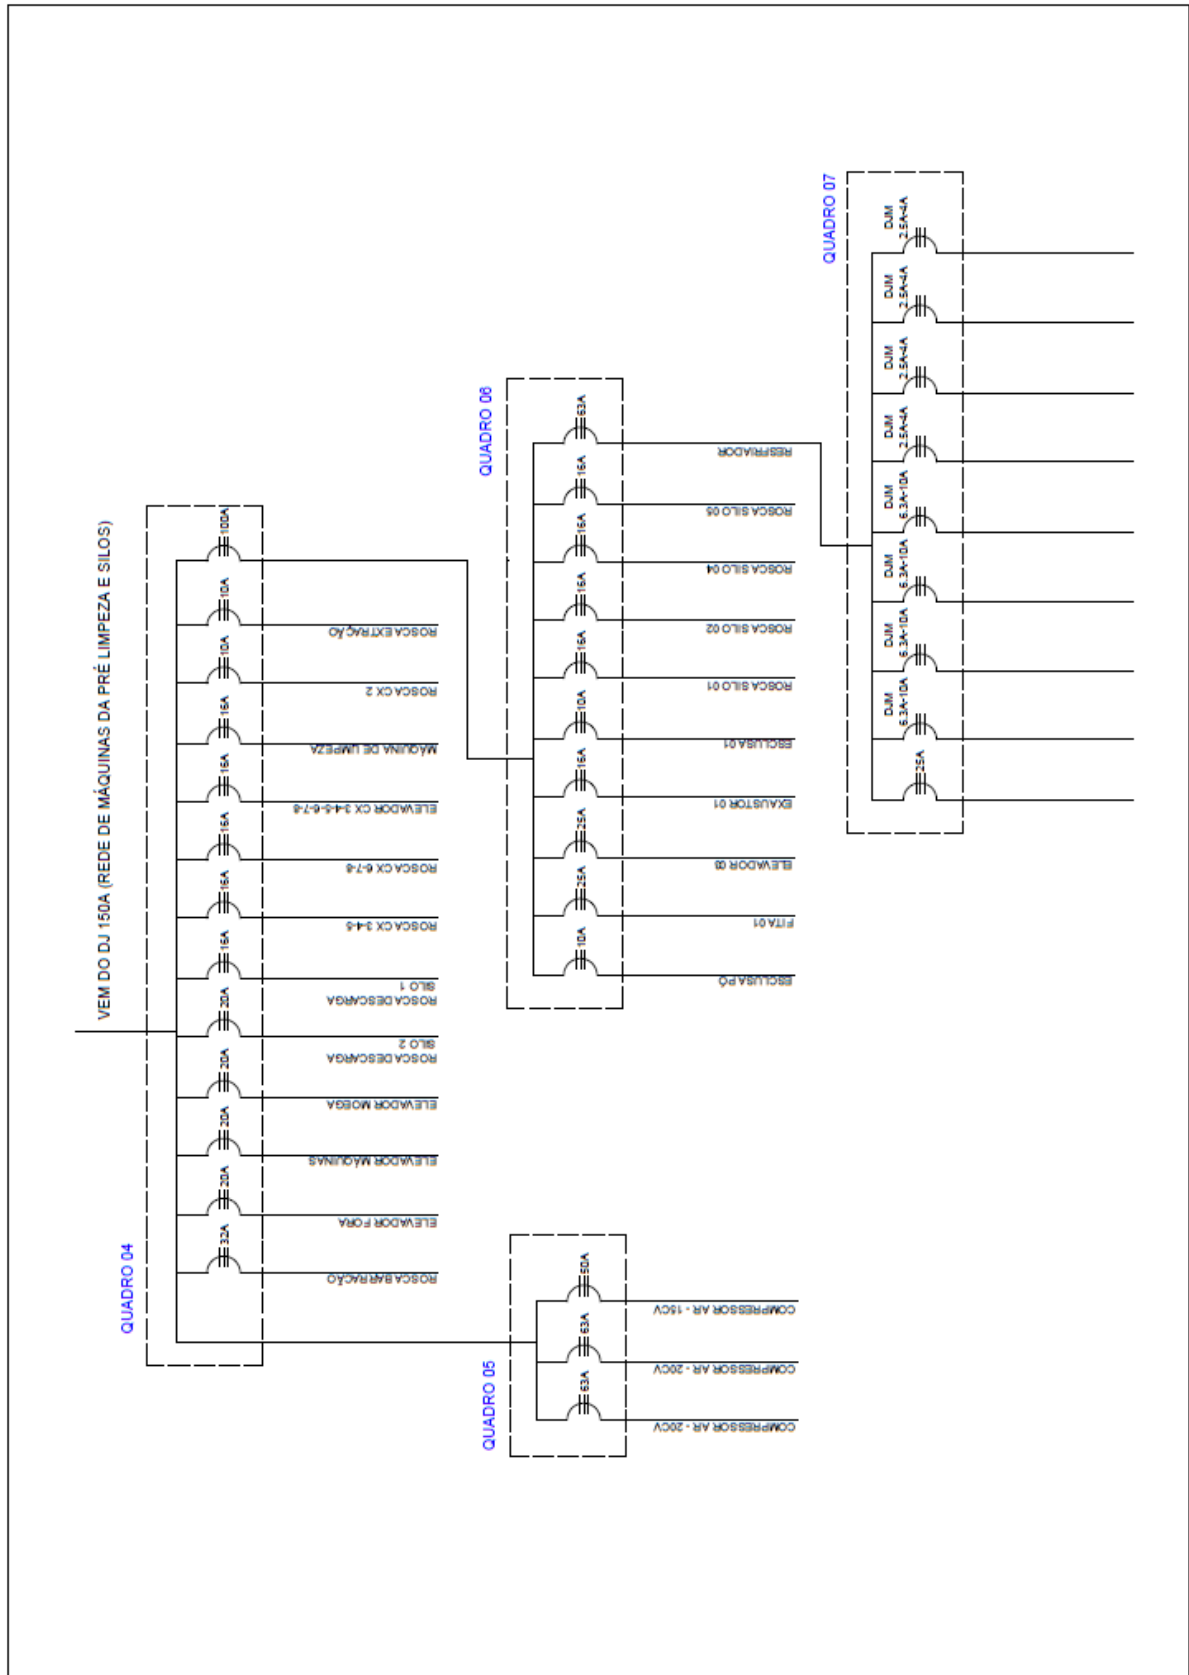 VEM DO DJ 150A (REDE DE MÁQUINAS DA PRÉ LIMPEZA E SILOS)
QUADRO 04
32A
20A
20A
20A
20A
16A
16A
16A
16A
16A
10A
10A
100A
ROSCA BARRACÃO
ELEVADOR FORA
ELEVADOR MÁQUINAS
ELEVADOR MOEGA
ROSCA DESCARGA
SILO 2
ROSCA DESCARGA
SILO 1
ROSCA CX 3-4-5
ROSCA CX 6-7-8
ELEVADOR CX 3-4-5-6-7-8
MÁQUINA DE LIMPEZA
ROSCA CX 2
ROSCA EXTRAÇÃO
QUADRO 05
63A
63A
50A
COMPRESSOR AR - 20CV
COMPRESSOR AR - 20CV
COMPRESSOR AR - 15CV
QUADRO 06
10A
25A
25A
16A
10A
16A
16A
16A
16A
63A
ESCLUSA PÓ
FITA 01
ELEVADOR 03
EXAUSTOR 01
ESCLUSA 01
ROSCA SILO 01
ROSCA SILO 02
ROSCA SILO 04
ROSCA SILO 05
RESFRIADOR
QUADRO 07
25A
DJM
6.3A-10A
DJM
6.3A-10A
DJM
6.3A-10A
DJM
6.3A-10A
DJM
2.5A-4A
DJM
2.5A-4A
DJM
2.5A-4A
DJM
2.5A-4A